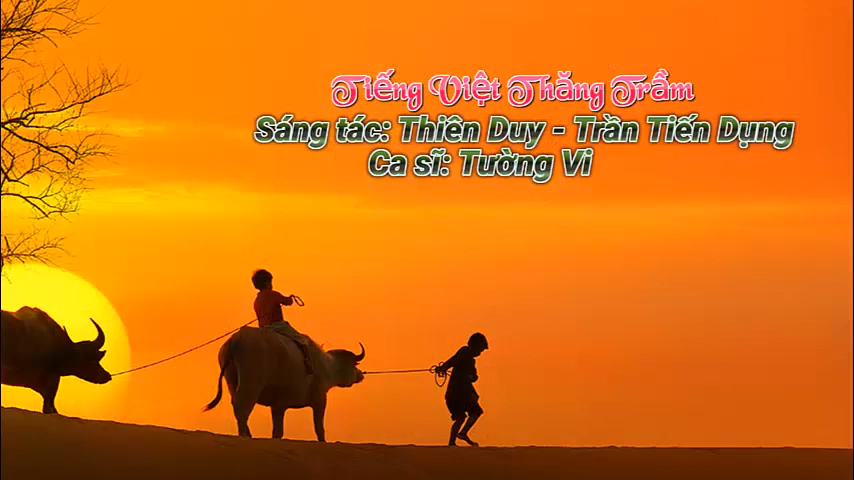 Tiếng Việt Thăng Trầm
Sáng tác: Thiên Duy - Trần Tiến Dụng
Ca sĩ: Tường Vi